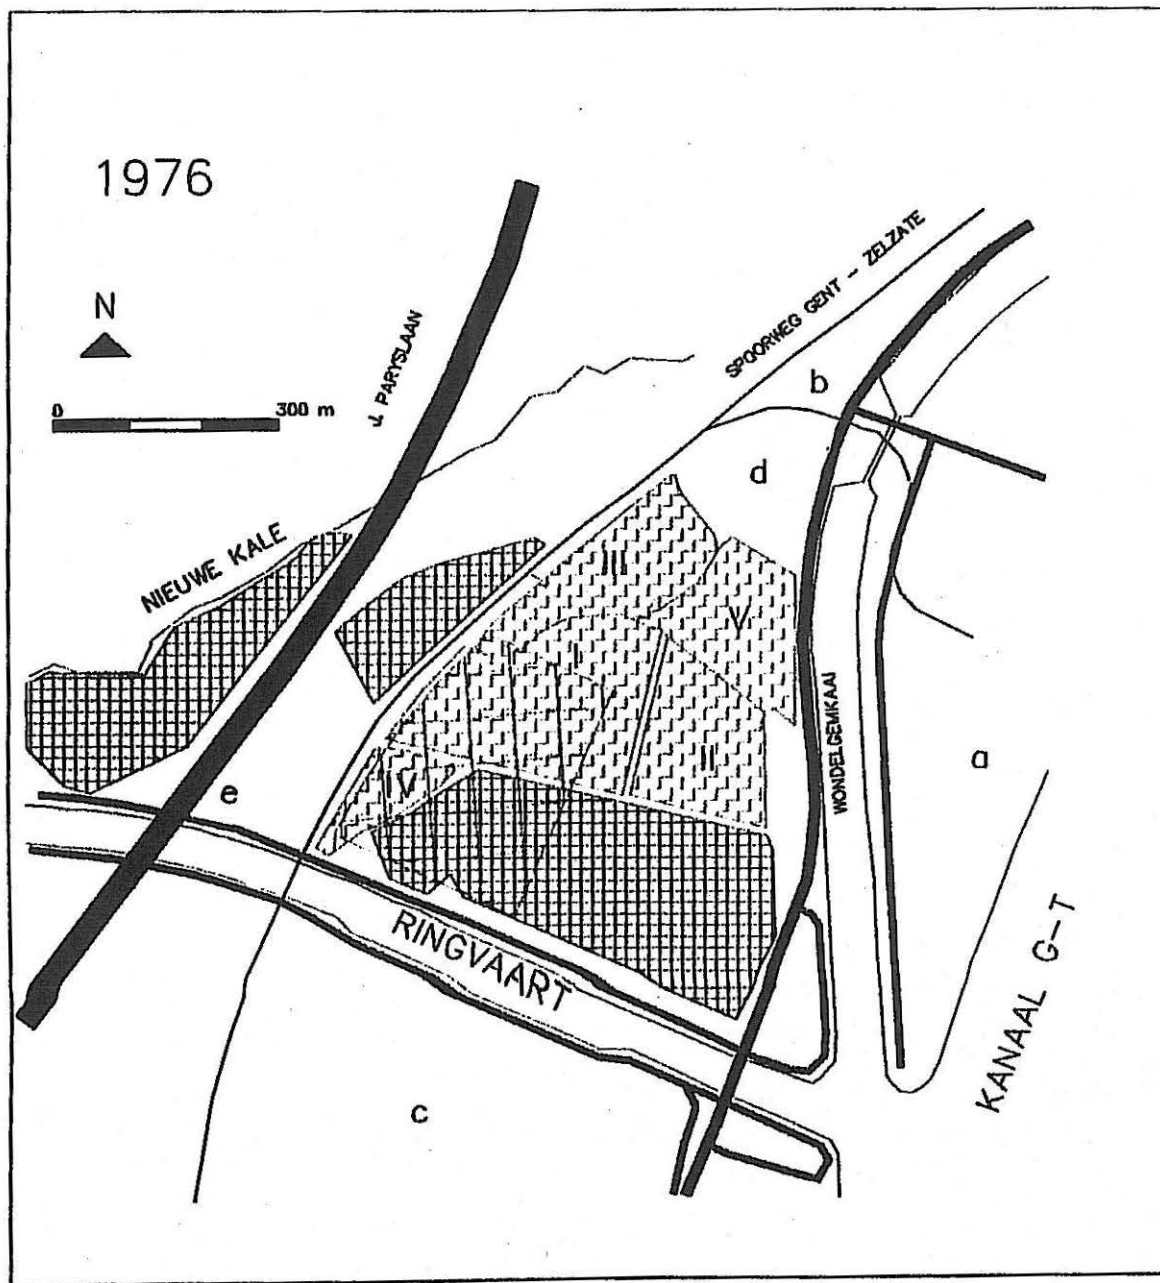 1976
N
0 300 m
J. PARYSLAAN
SPOORWEG GENT - ZELZATE
b
d
NIEUWE KALE
III
V
I
II
WONDELGEMKAAI
a
IV
e
RINGVAART
KANAAL G-T
c